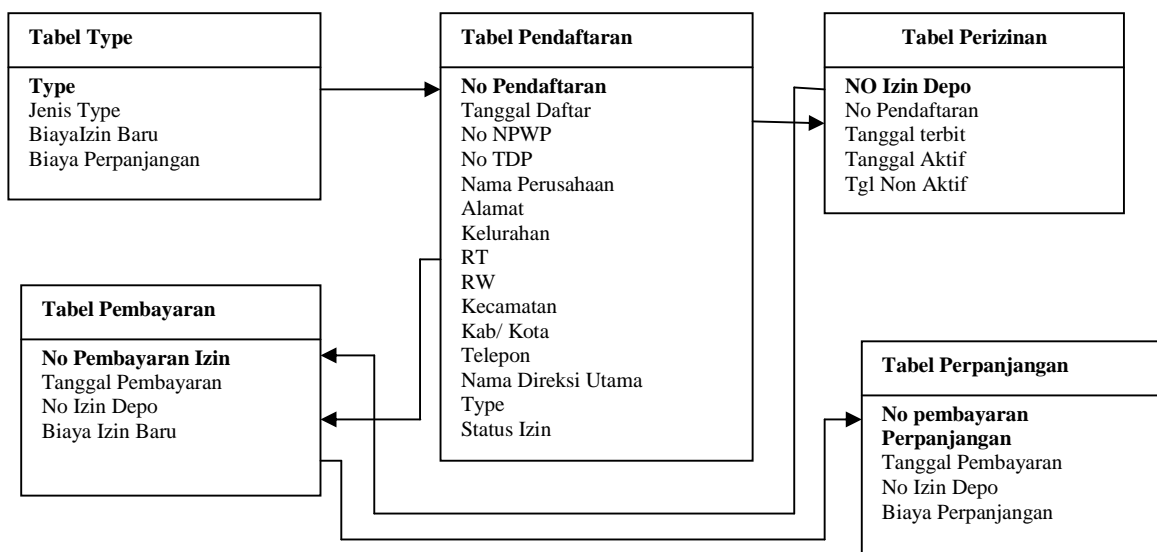 Tabel Type
Type
Jenis Type
BiayaIzin Baru
Biaya Perpanjangan
Tabel Pendaftaran
No Pendaftaran
Tanggal Daftar
No NPWP
No TDP
Nama Perusahaan
Alamat
Kelurahan
RT
RW
Kecamatan
Kab/ Kota
Telepon
Nama Direksi Utama
Type
Status Izin
Tabel Perizinan
NO Izin Depo
No Pendaftaran
Tanggal terbit
Tanggal Aktif
Tgl Non Aktif
Tabel Pembayaran
No Pembayaran Izin
Tanggal Pembayaran
No Izin Depo
Biaya Izin Baru
Tabel Perpanjangan
No pembayaran
Perpanjangan
Tanggal Pembayaran
No Izin Depo
Biaya Perpanjangan